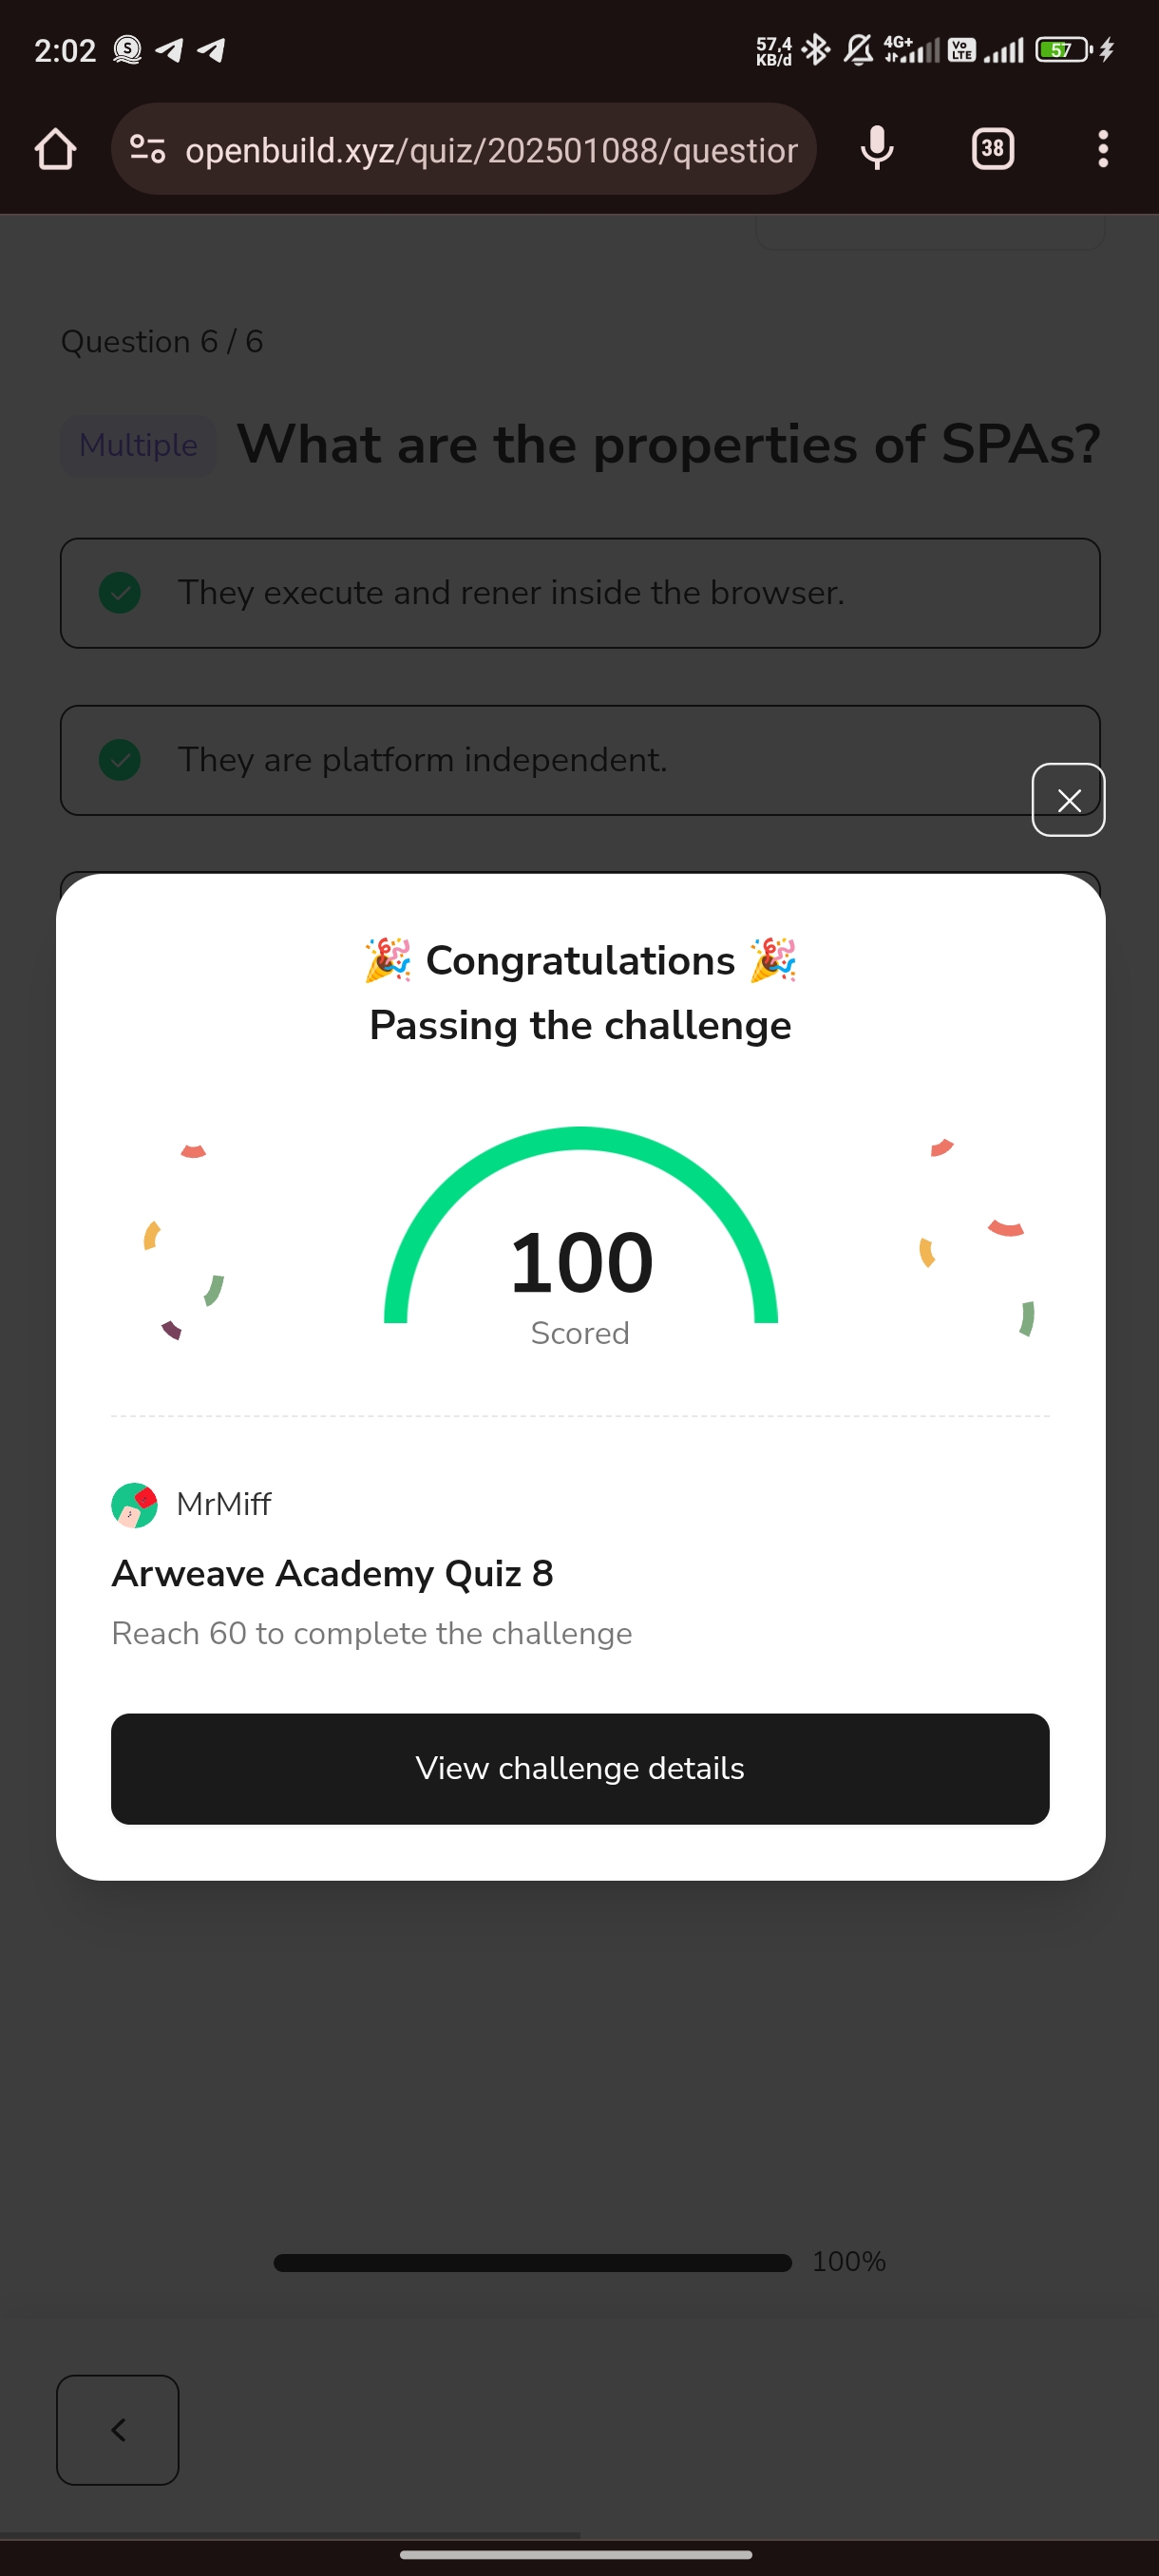 2:02
57,4
KB/d
4G+
Vo
LTE
57
openbuild.xyz/quiz/202501088/question
38
Question 6 / 6
Multiple What are the properties of SPAs?
They execute and rener inside the browser.
They are platform independent.
🎉 Congratulations 🎉
Passing the challenge
100
Scored
MrMiff
Arweave Academy Quiz 8
Reach 60 to complete the challenge
View challenge details
100%